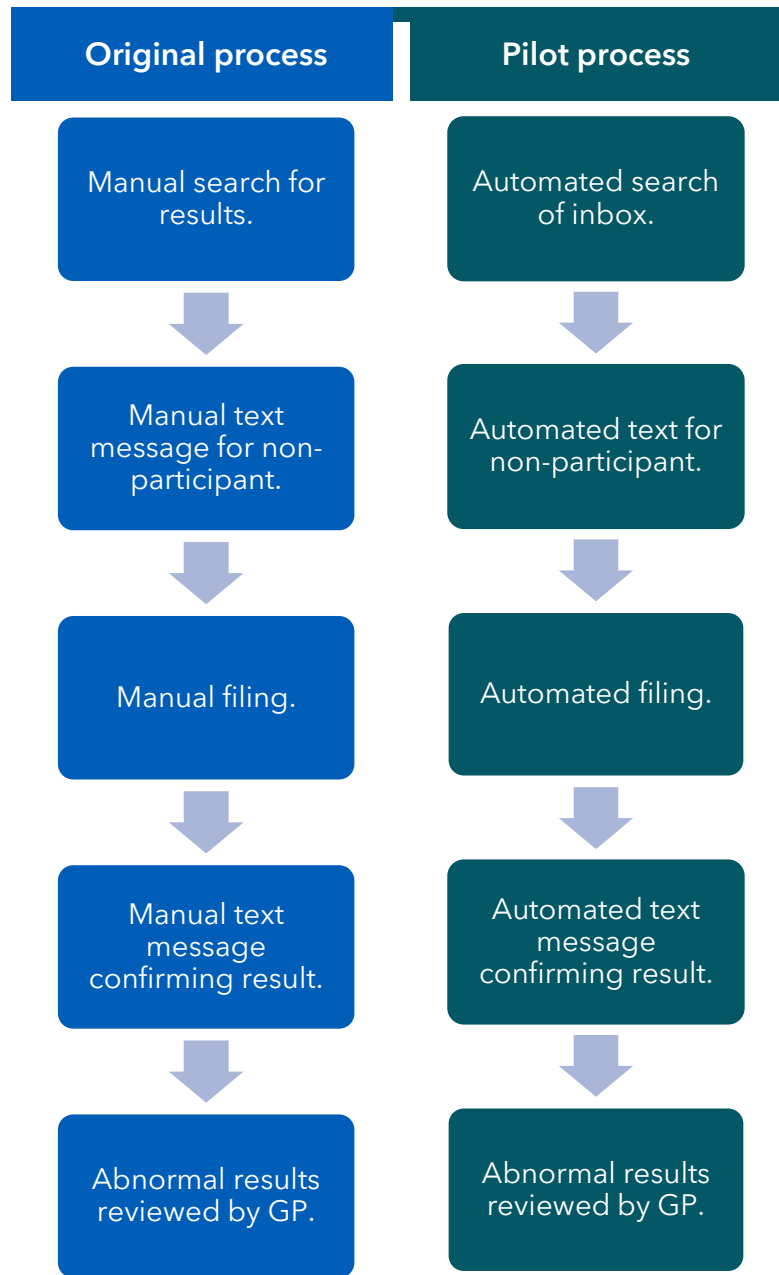 Original process
Pilot process
Manual search for
results.
Automated search
of inbox.
Manual text
message for non-
participant.
Automated text for
non-participant.
Manual filing.
Automated filing.
Manual text
message
confirming result.
Automated text
message
confirming result.
Abnormal results
reviewed by GP.
Abnormal results
reviewed by GP.